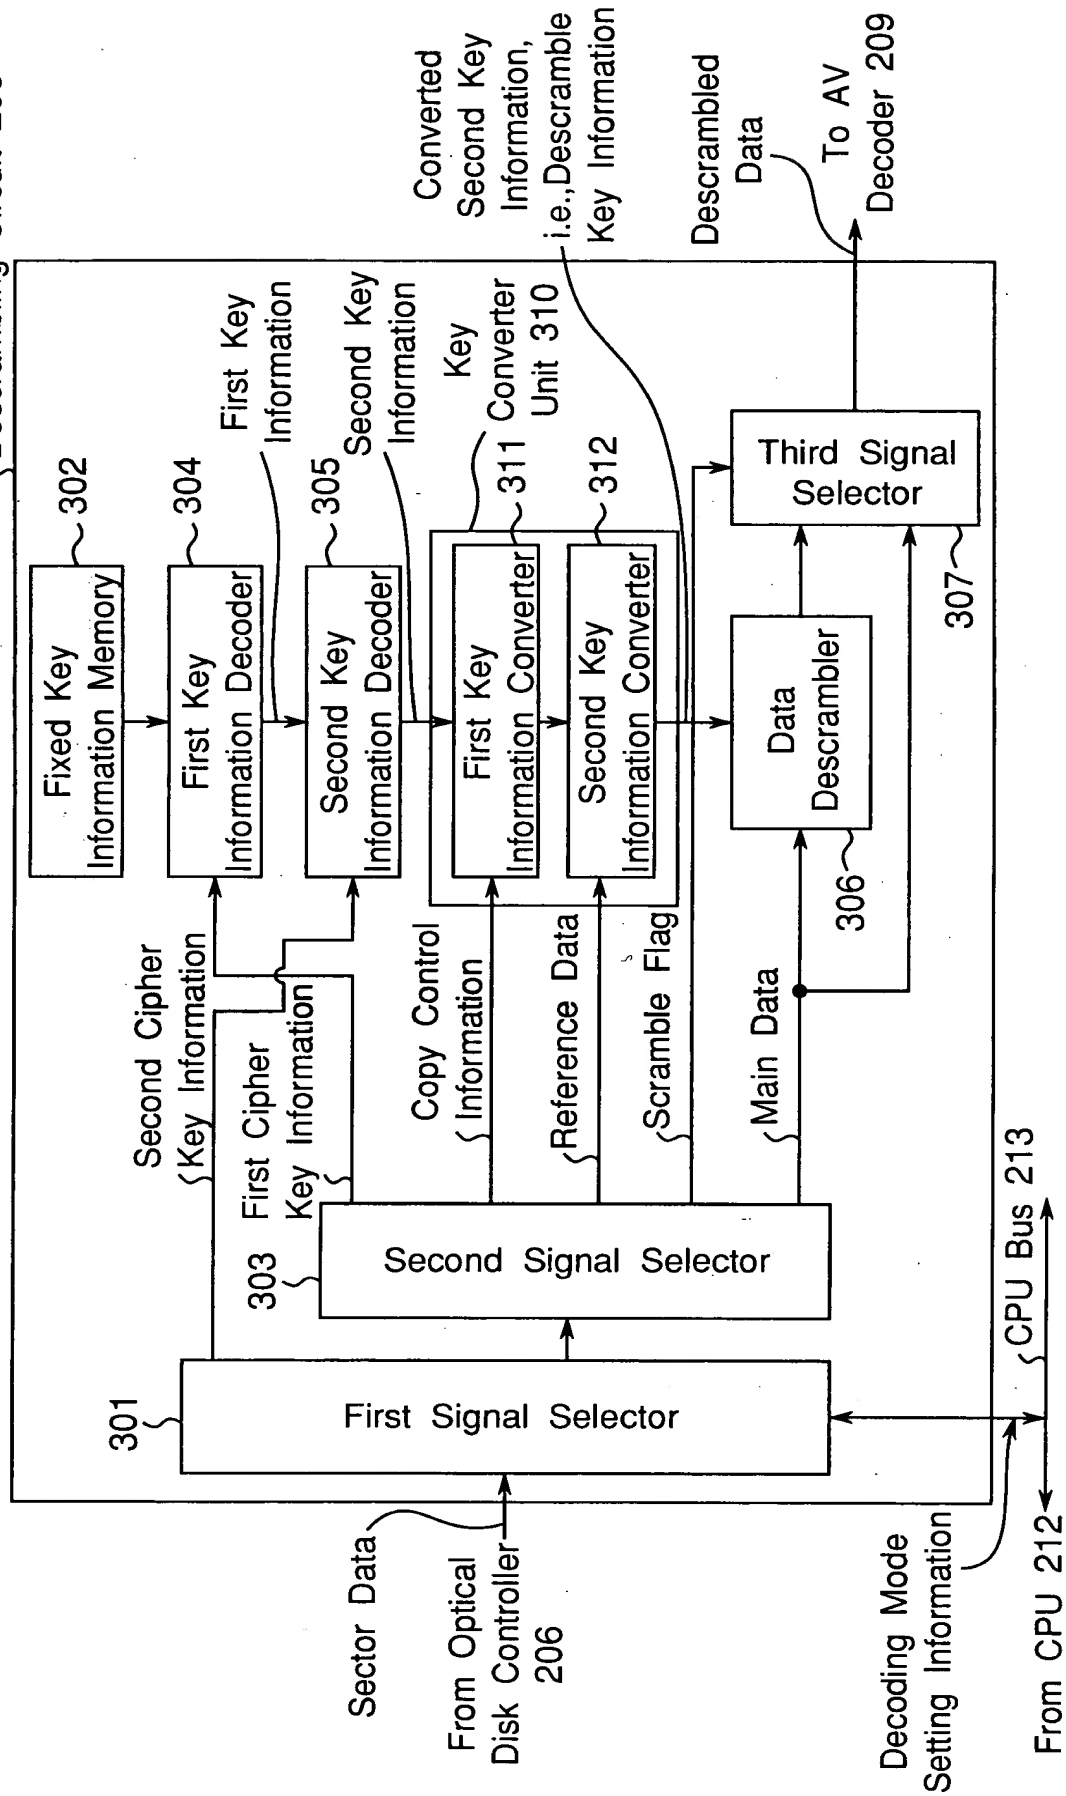 302
Fixed Key
Information Memory
304
First Key
Information Decoder
First Key
Information
305
Second Key
Information Decoder
Second Key
Information
Key
Converter
Unit 310
311
First Key
Information Converter
312
Second Key
Information Converter
Converted
Second Key
Information,
i.e.,Descramble
Key Information
Second Cipher
Key Information
First Cipher
Key Information
Copy Control
Information
Reference Data
Scramble Flag
Main Data
Data
Descrambler
306
Third Signal
Selector
307
Descrambled
Data
To AV
Decoder 209
303
Second Signal Selector
301
First Signal Selector
Sector Data
From Optical
Disk Controller
206
Decoding Mode
Setting Information
From CPU 212
CPU Bus 213